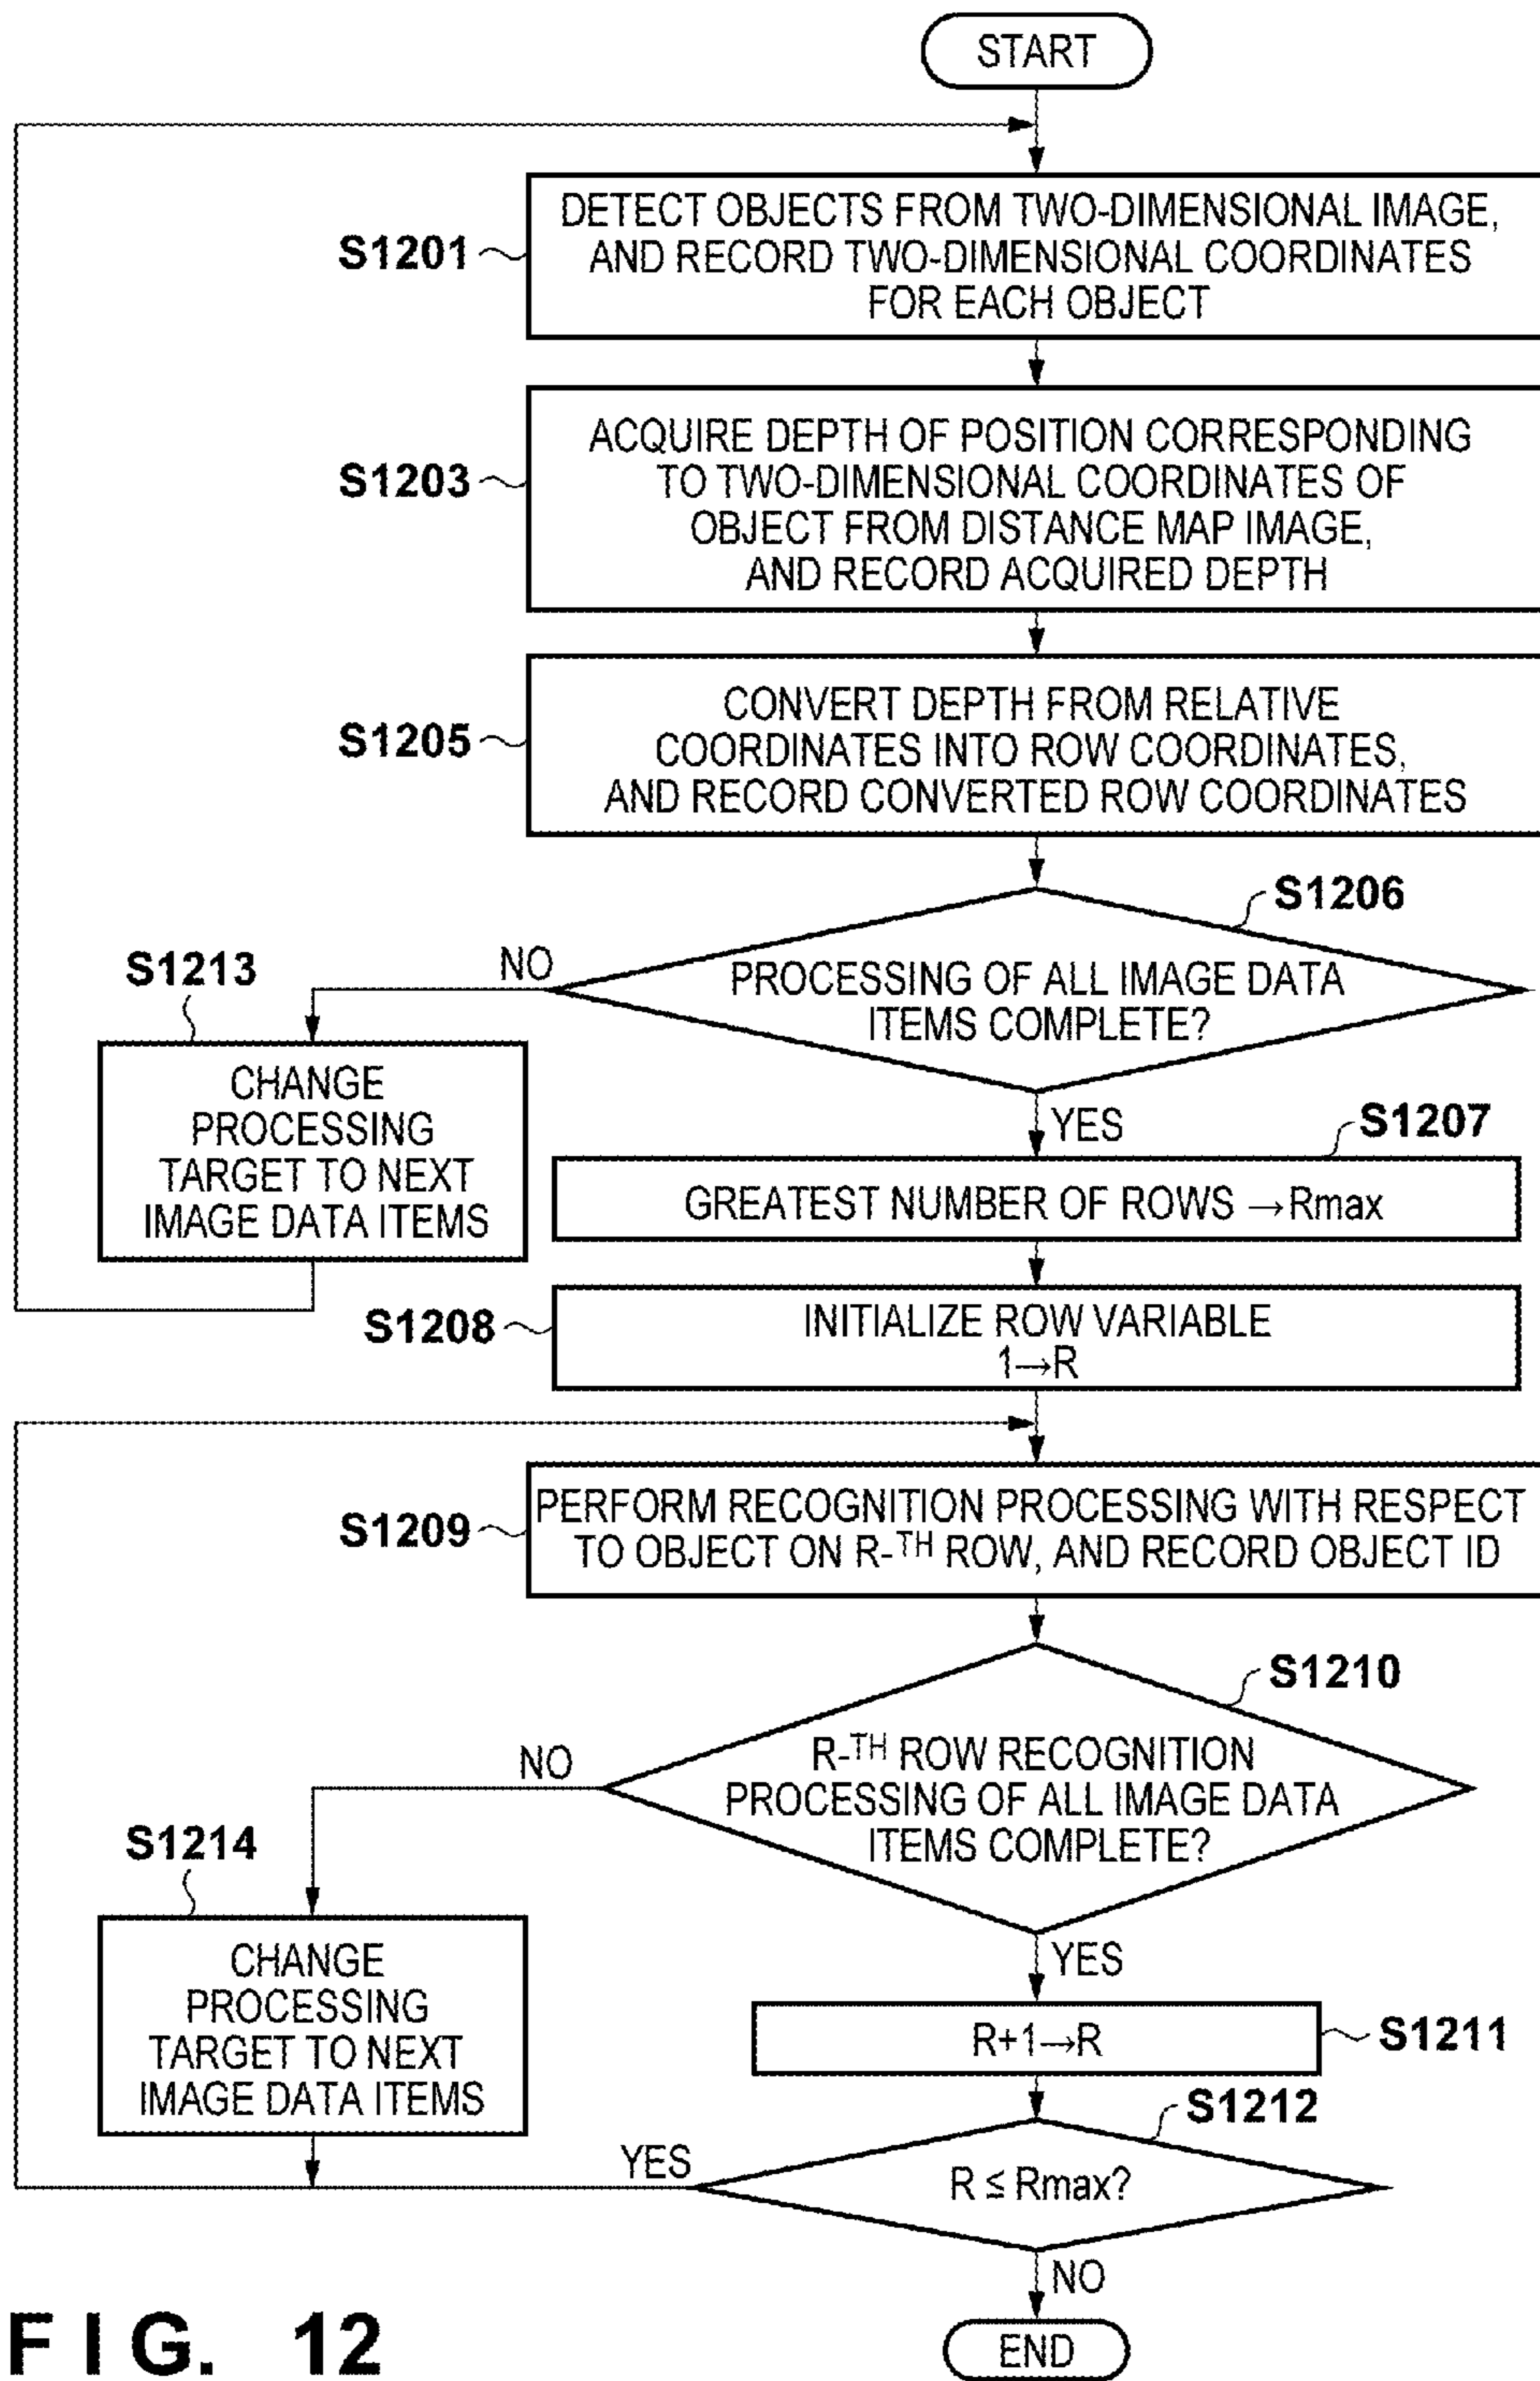 START
S1201
DETECT OBJECTS FROM TWO-DIMENSIONAL IMAGE,
AND RECORD TWO-DIMENSIONAL COORDINATES
FOR EACH OBJECT
S1203
ACQUIRE DEPTH OF POSITION CORRESPONDING
TO TWO-DIMENSIONAL COORDINATES OF
OBJECT FROM DISTANCE MAP IMAGE,
AND RECORD ACQUIRED DEPTH
S1205
CONVERT DEPTH FROM RELATIVE
COORDINATES INTO ROW COORDINATES,
AND RECORD CONVERTED ROW COORDINATES
S1206
PROCESSING OF ALL IMAGE DATA
ITEMS COMPLETE?
NO
S1213
CHANGE
PROCESSING
TARGET TO NEXT
IMAGE DATA ITEMS
YES
S1207
GREATEST NUMBER OF ROWS →Rmax
S1208
INITIALIZE ROW VARIABLE
1→R
S1209
PERFORM RECOGNITION PROCESSING WITH RESPECT
TO OBJECT ON R-TH ROW, AND RECORD OBJECT ID
S1210
R-TH ROW RECOGNITION
PROCESSING OF ALL IMAGE DATA
ITEMS COMPLETE?
NO
S1214
CHANGE
PROCESSING
TARGET TO NEXT
IMAGE DATA ITEMS
YES
R+1→R
S1211
S1212
R ≤ Rmax?
YES
NO
END
FIG. 12